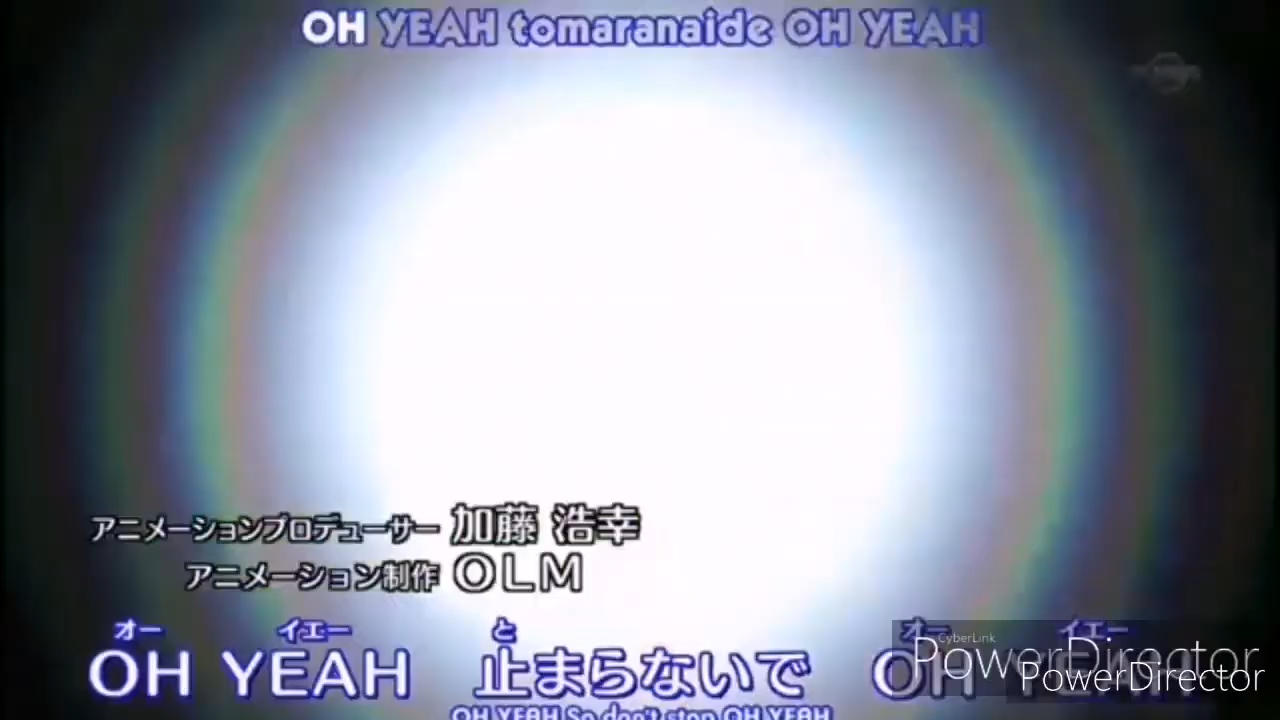 OH YEAH tomaranaide OH YEAH
アニメーションプロデューサー 加藤 浩幸
アニメーション制作 OLM
オー イエー と オー イエー
OH YEAH 止まらないで OH YEAH
CyberLink
PowerDirector
PowerDirector
OH YEAH So don't stop OH YEAH